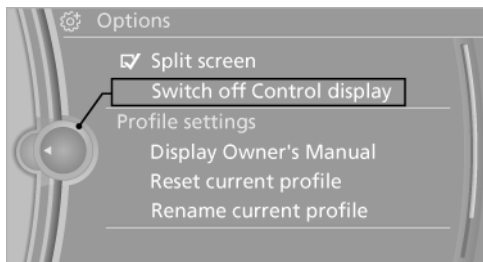 Options
Split screen
Switch off Control display
Profile settings
Display Owner's Manual
Reset current profile
Rename current profile